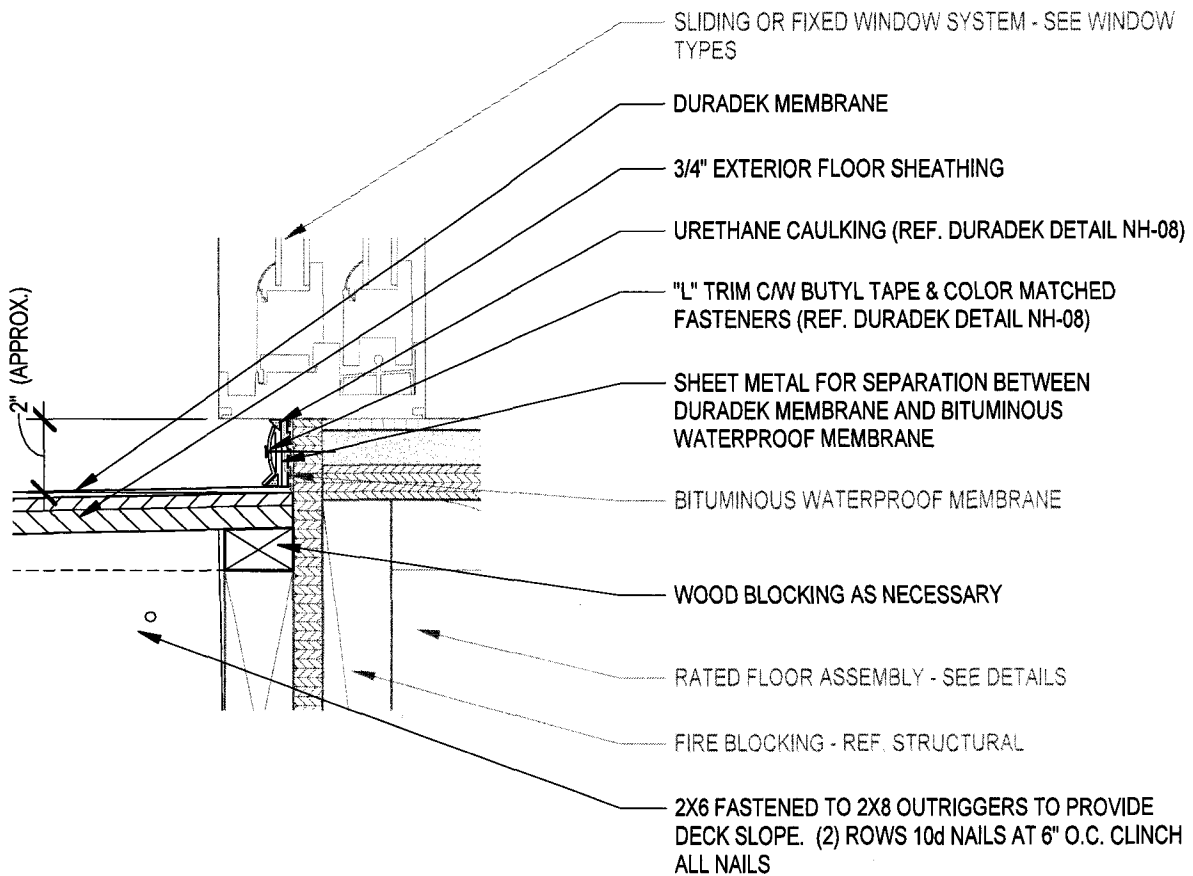 SLIDING OR FIXED WINDOW SYSTEM - SEE WINDOW
TYPES
DURADEK MEMBRANE
3/4" EXTERIOR FLOOR SHEATHING
URETHANE CAULKING (REF. DURADEK DETAIL NH-08)
"L" TRIM C/W BUTYL TAPE & COLOR MATCHED
FASTENERS (REF. DURADEK DETAIL NH-08)
2" (APPROX.)
SHEET METAL FOR SEPARATION BETWEEN
DURADEK MEMBRANE AND BITUMINOUS
WATERPROOF MEMBRANE
BITUMINOUS WATERPROOF MEMBRANE
WOOD BLOCKING AS NECESSARY
RATED FLOOR ASSEMBLY - SEE DETAILS
FIRE BLOCKING - REF. STRUCTURAL
2X6 FASTENED TO 2X8 OUTRIGGERS TO PROVIDE
DECK SLOPE. (2) ROWS 10d NAILS AT 6" O.C. CLINCH
ALL NAILS